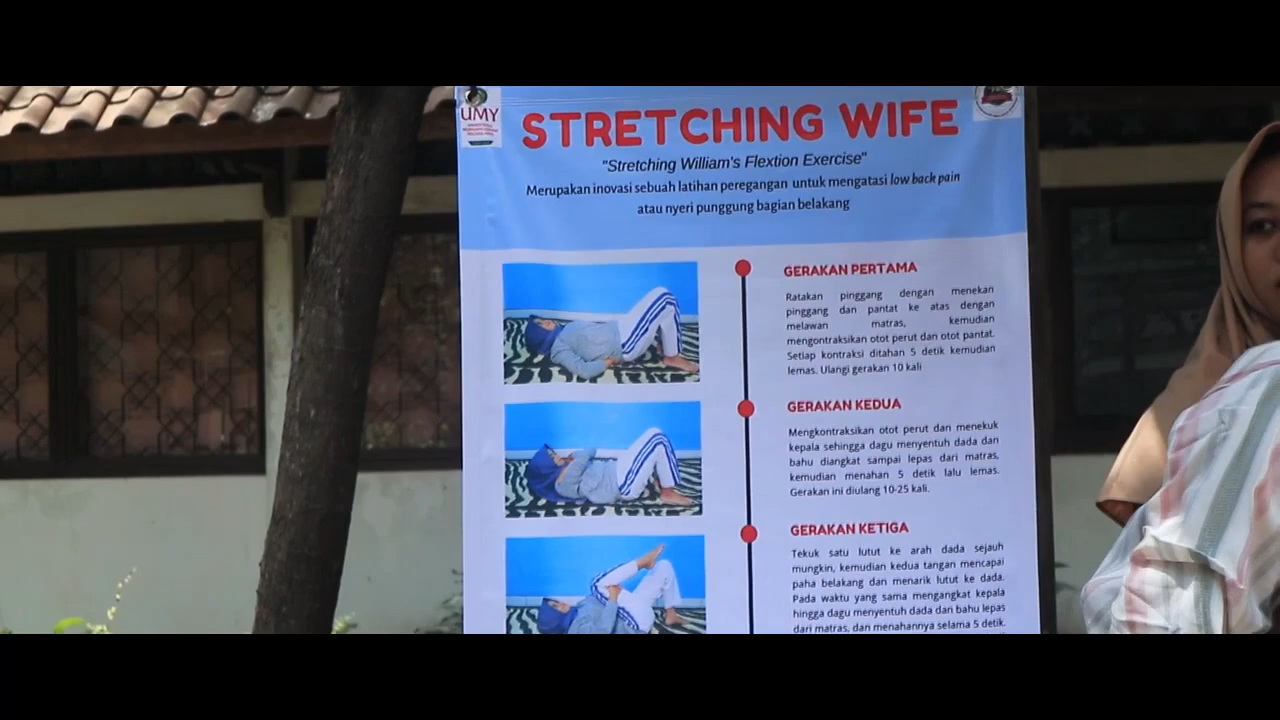 UMY
STRETCHING WIFE
"Stretching William's Flextion Exercise"
Merupakan inovasi sebuah latihan peregangan untuk mengatasi low back pain
atau nyeri punggung bagian belakang
GERAKAN PERTAMA
Ratakan pinggang dengan menekan
pinggang dan pantat ke atas dengan
melawan matras, kemudian
mengontraksikan otot perut dan otot pantat.
Setiap kontraksi ditahan 5 detik kemudian
lemas. Ulangi gerakan 10 kali
GERAKAN KEDUA
Mengkontraksikan otot perut dan menekuk
kepala sehingga dagu menyentuh dada dan
bahu diangkat sampai lepas dari matras,
kemudian menahan 5 detik lalu lemas.
Gerakan ini diulang 10-25 kali.
GERAKAN KETIGA
Tekuk satu lutut ke arah dada sejauh
mungkin, kemudian kedua tangan mencapai
paha belakang dan menarik lutut ke dada.
Pada waktu yang sama mengangkat kepala
hingga dagu menyentuh dada dan bahu lepas
dari matras, dan menahannya selama 5 detik.